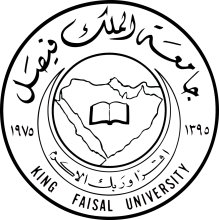 جامعة الملك فيصل
١٩٧٥
١٣٩٥
اقرأ وربك الأكرم
KING FAISAL UNIVERSITY